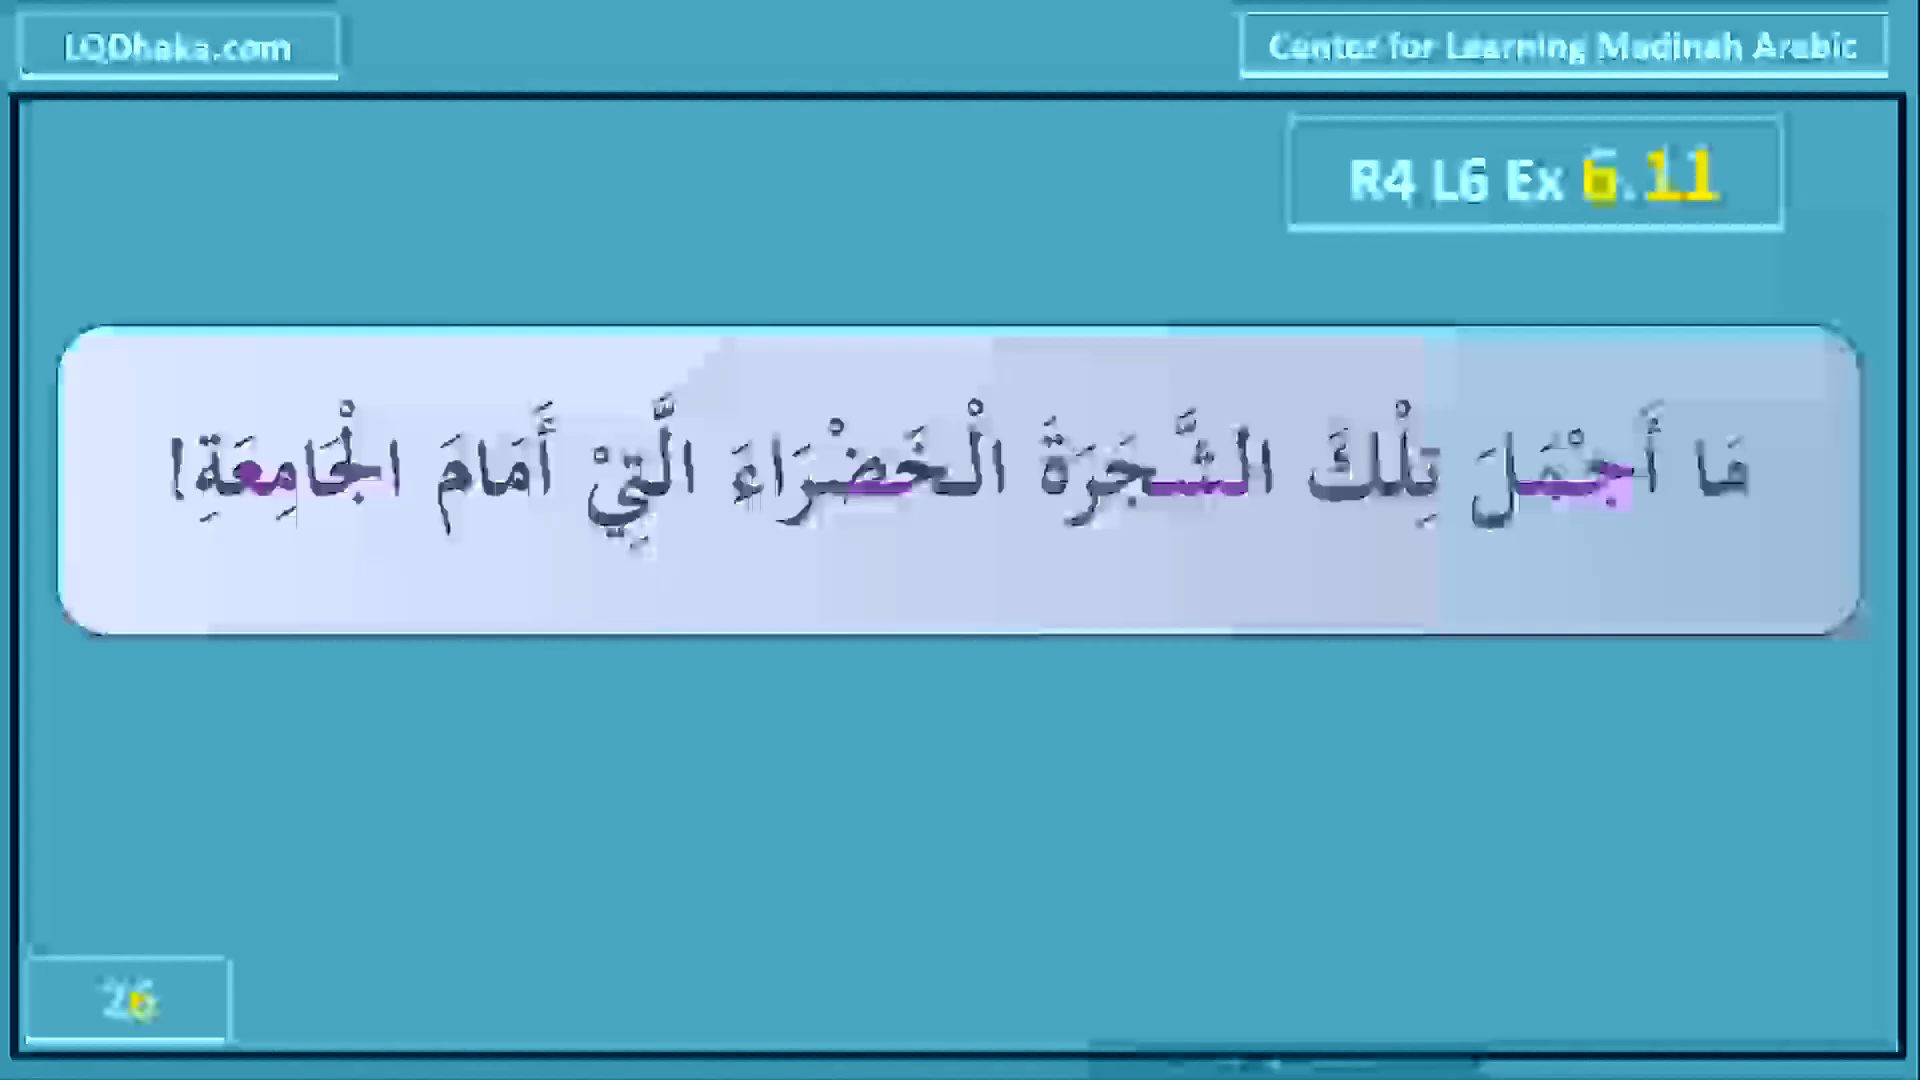 LQDhaka.com
Center for Learning Madinah Arabic
R4 L6 Ex 6.11
مَا أَجْمَلَ تِلْكَ الشَّجَرَةَ الْخَضْرَاءَ الَّتِيْ أَمَامَ الْجَامِعَةِ!
26